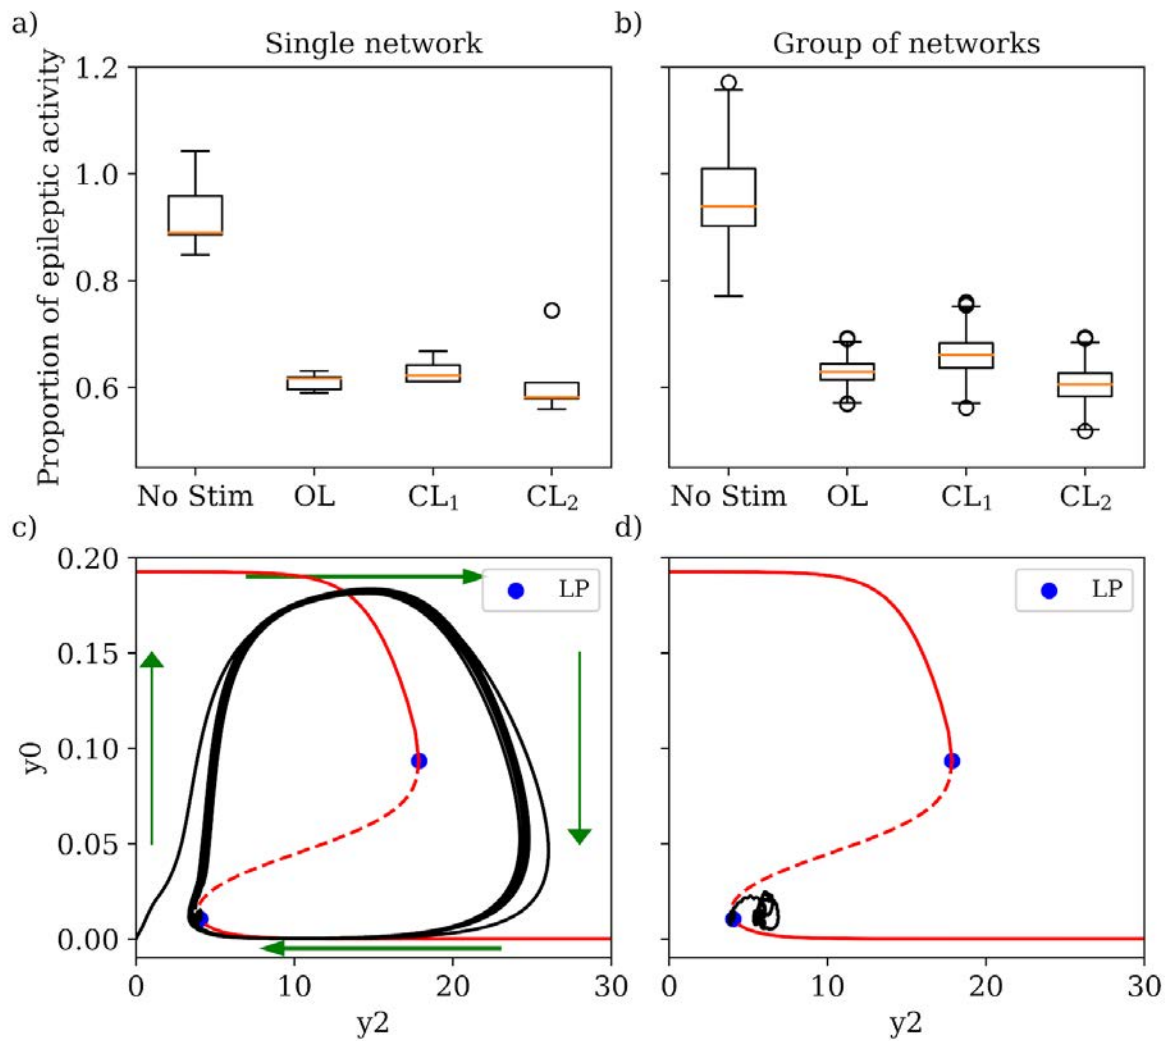 a)
Single network
b)
Group of networks
Proportion of epileptic activity
1.2
1.0
0.8
0.6
No Stim OL CL₁ CL₂
No Stim OL CL₁ CL₂
c)
d)
y0
0.20
0.15
0.10
0.05
0.00
LP
LP
0 10 20 30
0 10 20 30
y2
y2